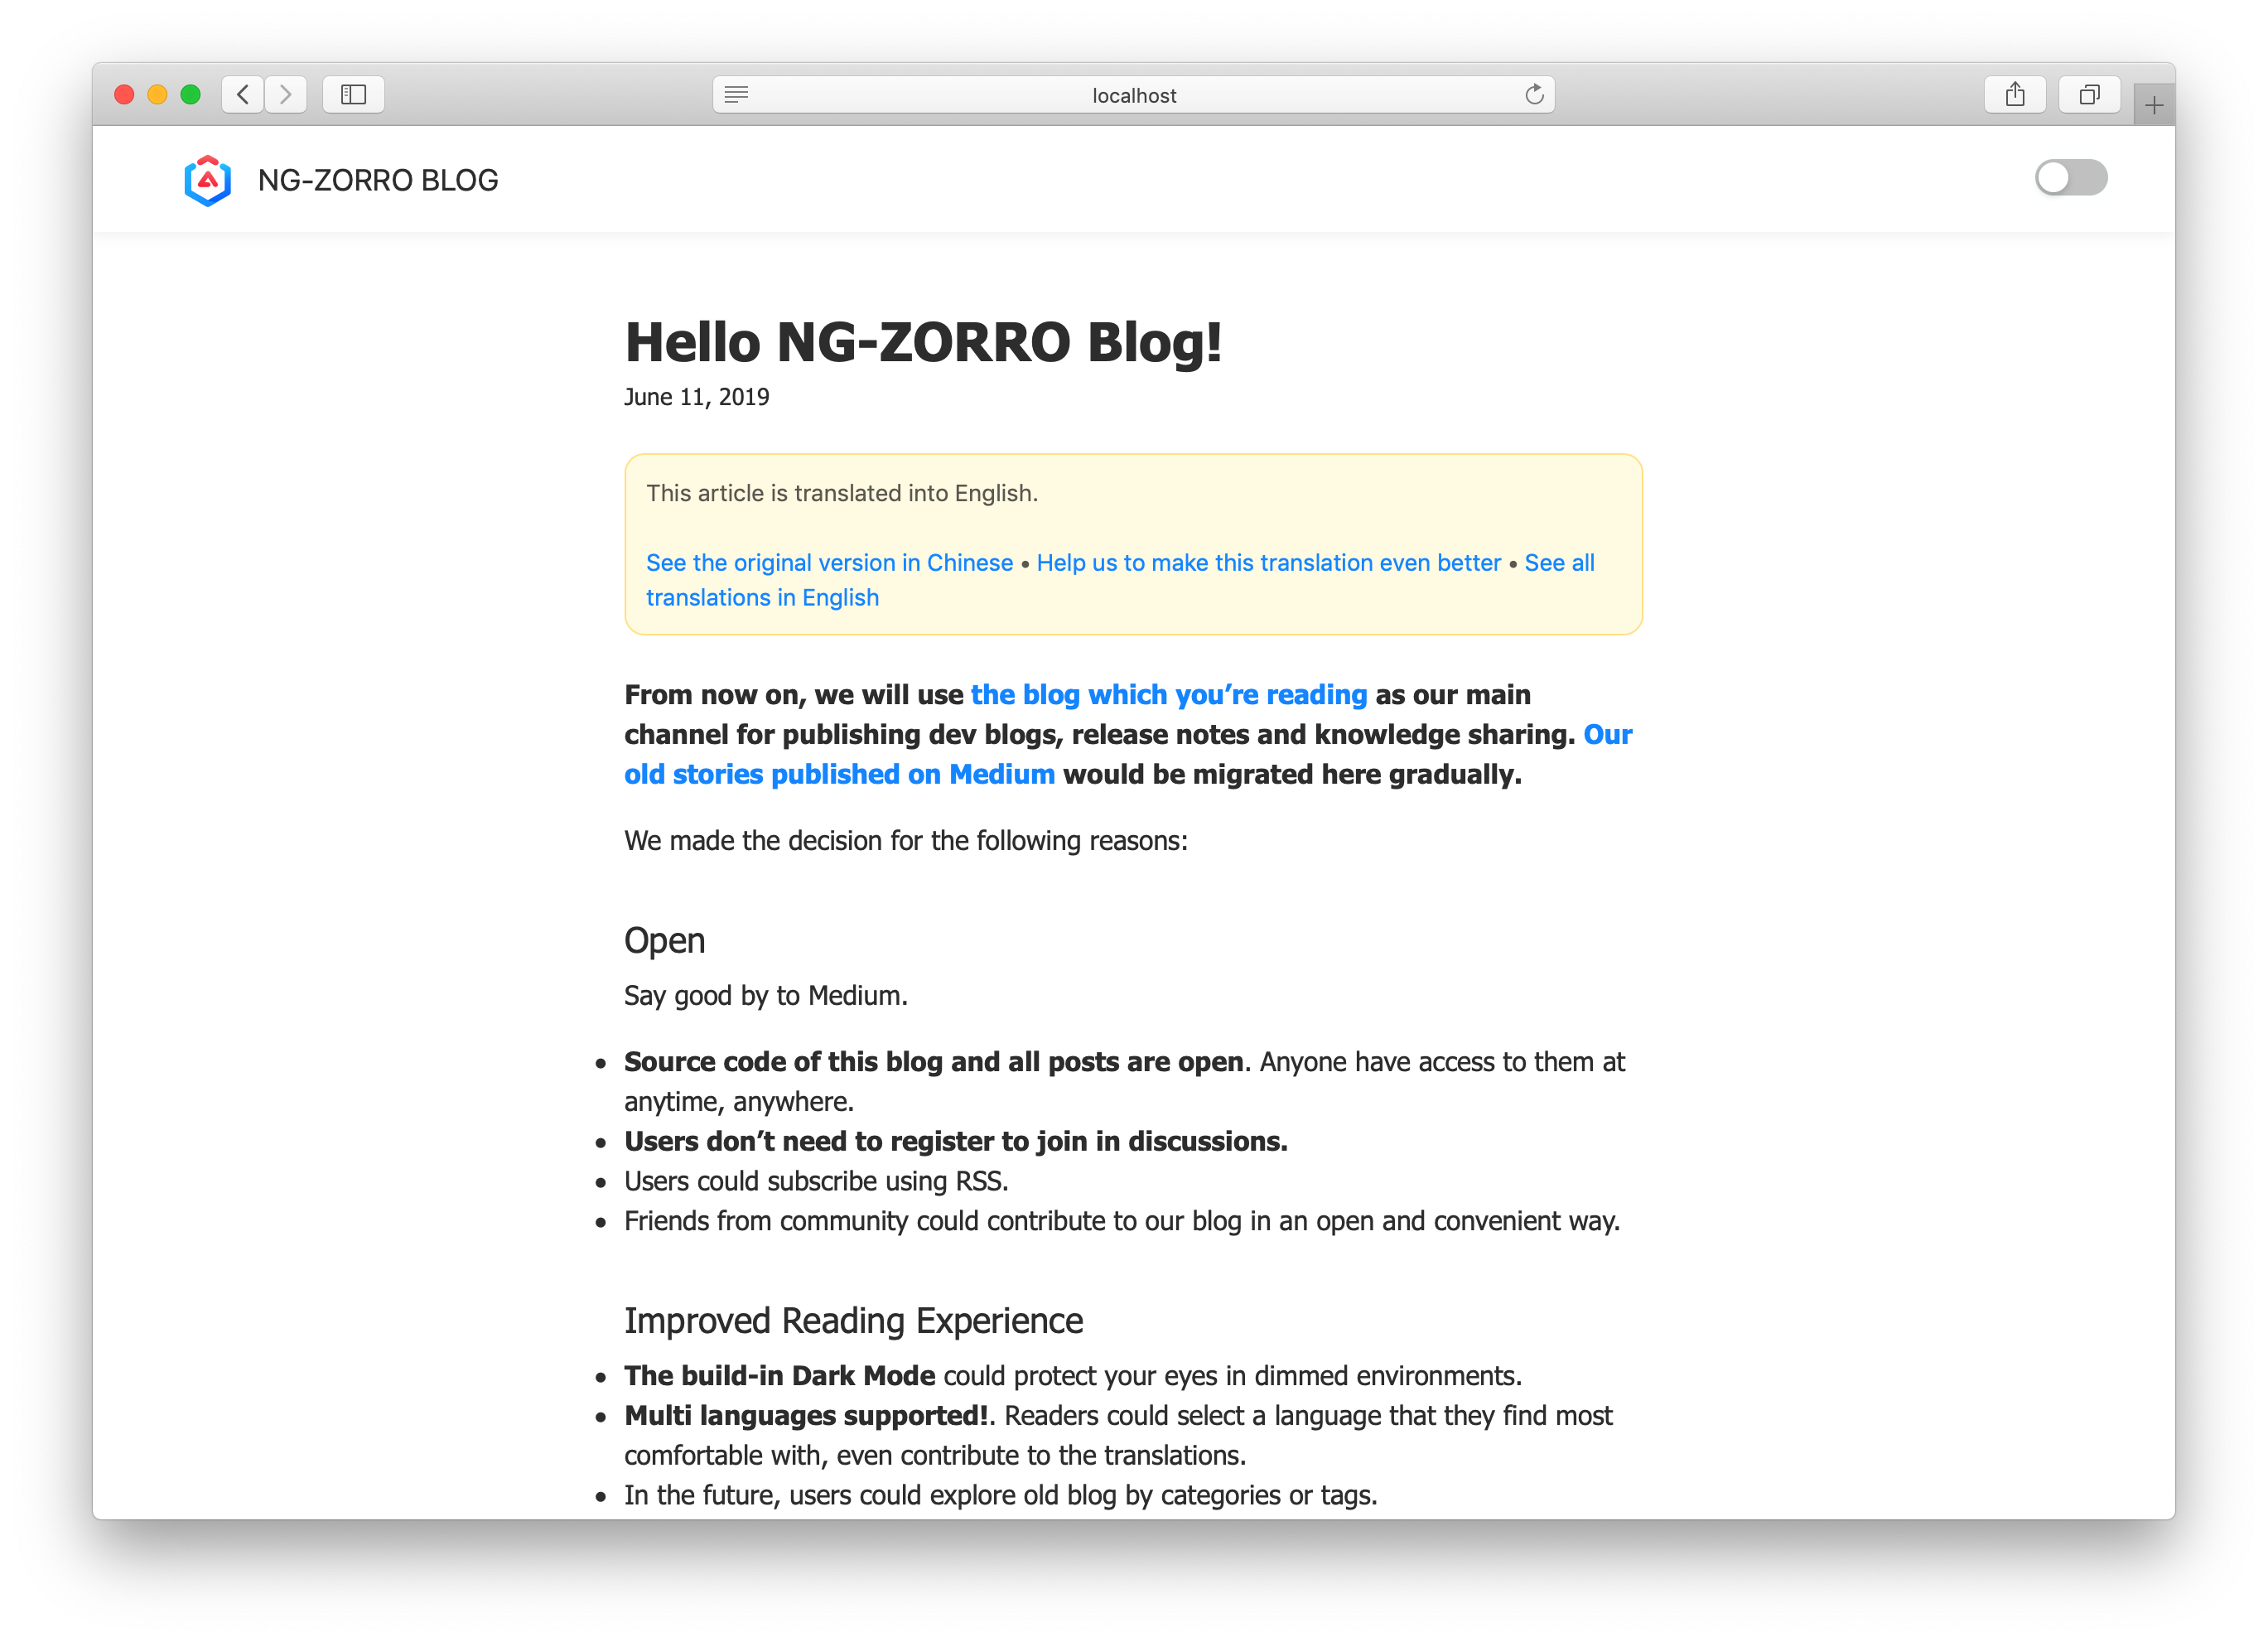 localhost
NG-ZORRO BLOG
Hello NG-ZORRO Blog!
June 11, 2019
This article is translated into English.
See the original version in Chinese • Help us to make this translation even better • See all
translations in English
From now on, we will use the blog which you’re reading as our main
channel for publishing dev blogs, release notes and knowledge sharing. Our
old stories published on Medium would be migrated here gradually.
We made the decision for the following reasons:
Open
Say good by to Medium.
• Source code of this blog and all posts are open. Anyone have access to them at
anytime, anywhere.
• Users don’t need to register to join in discussions.
• Users could subscribe using RSS.
• Friends from community could contribute to our blog in an open and convenient way.
Improved Reading Experience
• The build-in Dark Mode could protect your eyes in dimmed environments.
• Multi languages supported!. Readers could select a language that they find most
comfortable with, even contribute to the translations.
• In the future, users could explore old blog by categories or tags.